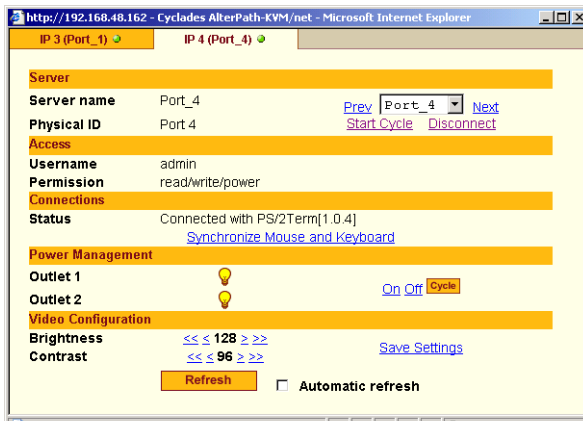 http://192.168.48.162 - Cyclades AlterPath-KVM/net - Microsoft Internet Explorer
IP 3 (Port_1) IP 4 (Port_4)
Server
Server name Port_4 Prev Port_4 Next
Physical ID Port 4 Start Cycle Disconnect
Access
Username admin
Permission read/write/power
Connections
Status Connected with PS/2Term[1.0.4]
Synchronize Mouse and Keyboard
Power Management
Outlet 1
On Off Cycle
Outlet 2
Video Configuration
Brightness << < 128 > >>
Save Settings
Contrast << < 96 > >>
Refresh Automatic refresh